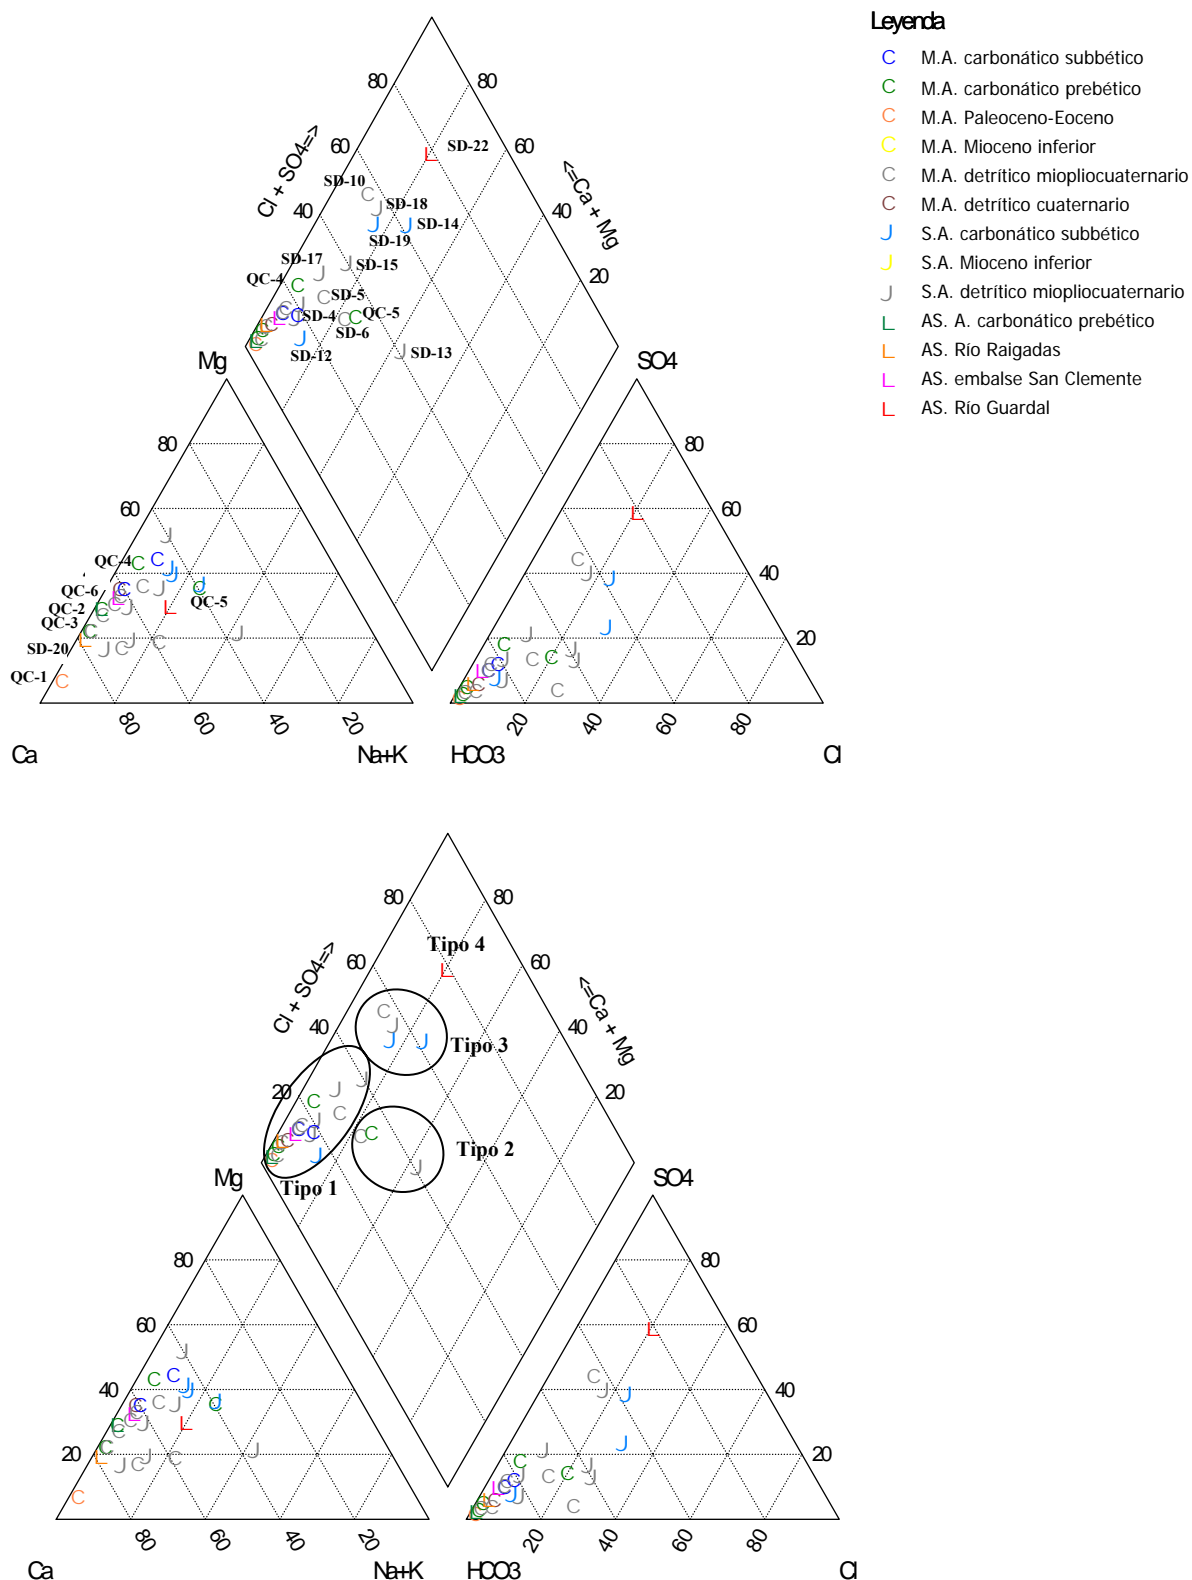 Leyenda
C M.A. carbonático subbético
C M.A. carbonático prebético
C M.A. Paleoceno-Eoceno
C M.A. Mioceno inferior
C M.A. detrítico miopliocuaternario
C M.A. detrítico cuaternario
J S.A. carbonático subbético
J S.A. Mioceno inferior
J S.A. detrítico miopliocuaternario
L AS. A. carbonático prebético
L AS. Río Raigadas
L AS. embalse San Clemente
L AS. Río Guardal
80 80
60 SD-22 60
Cl + SO4=>
<=Ca + Mg
SD-10
40 SD-18 40
SD-14
SD-19
SD-17 SD-15
QC-4 20
SD-5
SD-4 QC-5
SD-6
SD-12 SD-13
Mg SO4
80 80
60 60
QC-4 40
QC-6
QC-5
QC-2
QC-3
SD-20 20
QC-1
80 60 20 20 40 60 80
Ca Na+K HCO3 Cl
80 80
Tipo 4
60 60
Cl + SO4=>
<=Ca + Mg
40 40
Tipo 3
20 20
Tipo 2
Tipo 1
Mg SO4
80 80
60 60
40 40
20 20
80 60 40 20 20 40 60 80
Ca Na+K HCO3 Cl